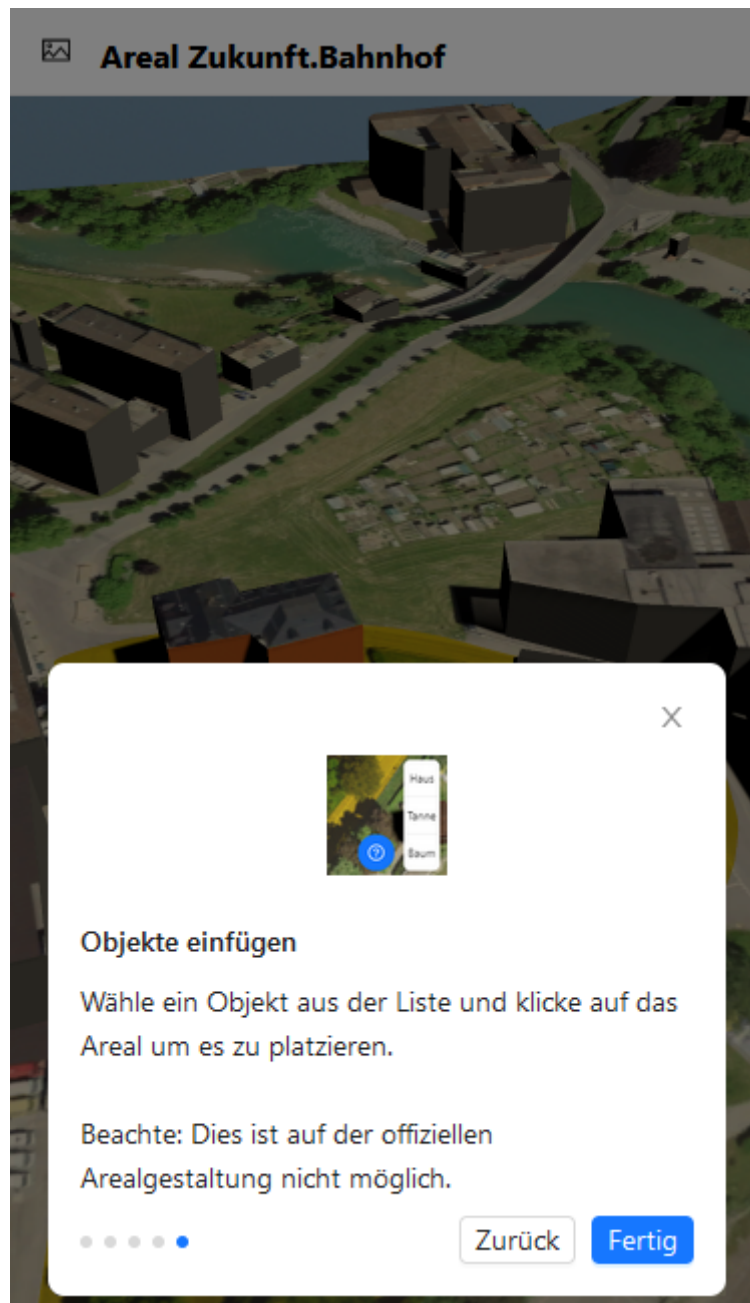 Areal Zukunft.Bahnhof
Haus
Tanne
Baum
Objekte einfügen
Wähle ein Objekt aus der Liste und klicke auf das
Areal um es zu platzieren.
Beachte: Dies ist auf der offiziellen
Arealgestaltung nicht möglich.
Zurück
Fertig